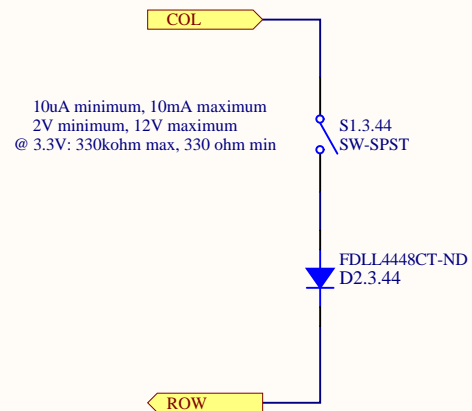 COL
10uA minimum, 10mA maximum
2V minimum, 12V maximum
@ 3.3V: 330kohm max, 330 ohm min
S1.3.44
SW-SPST
FDLL4448CT-ND
D2.3.44
ROW